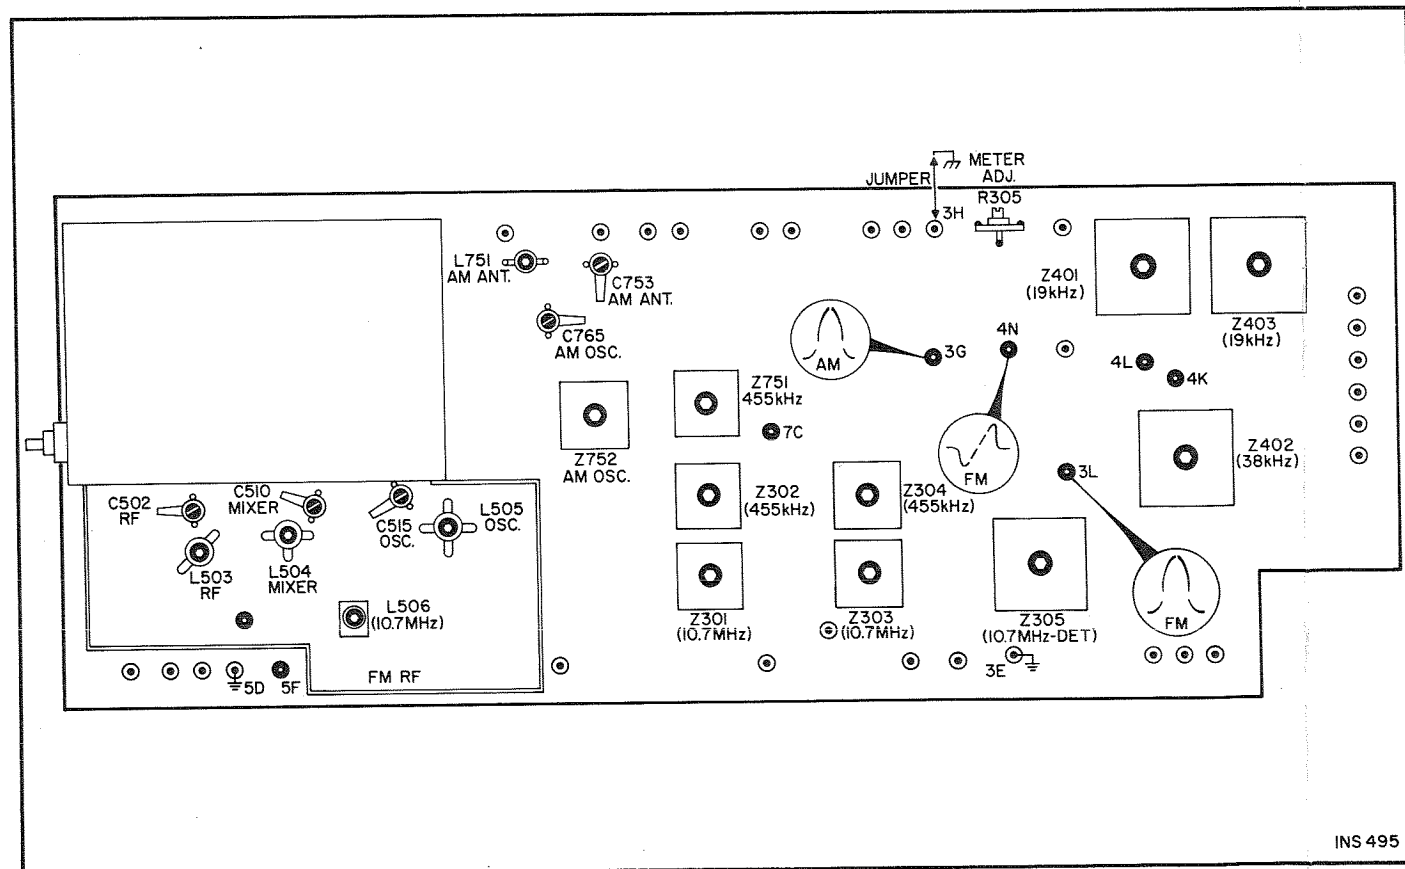 METER
ADJ.
JUMPER
R305
3H
L751
AM ANT.
C753
AM ANT.
Z401
(19kHz)
Z403
(19kHz)
C765
AM OSC.
AM
3G
4N
4L
4K
Z751
455kHz
7C
Z752
AM OSC.
FM
Z402
(38kHz)
3L
C502
RF
C510
MIXER
C515
OSC.
L505
OSC.
Z302
(455kHz)
Z304
(455kHz)
L503
RF
L504
MIXER
L506
(10.7MHz)
Z301
(10.7MHz)
Z303
(10.7MHz)
Z305
(10.7MHz-DET)
FM
5D
5F
FM RF
3E
INS 495